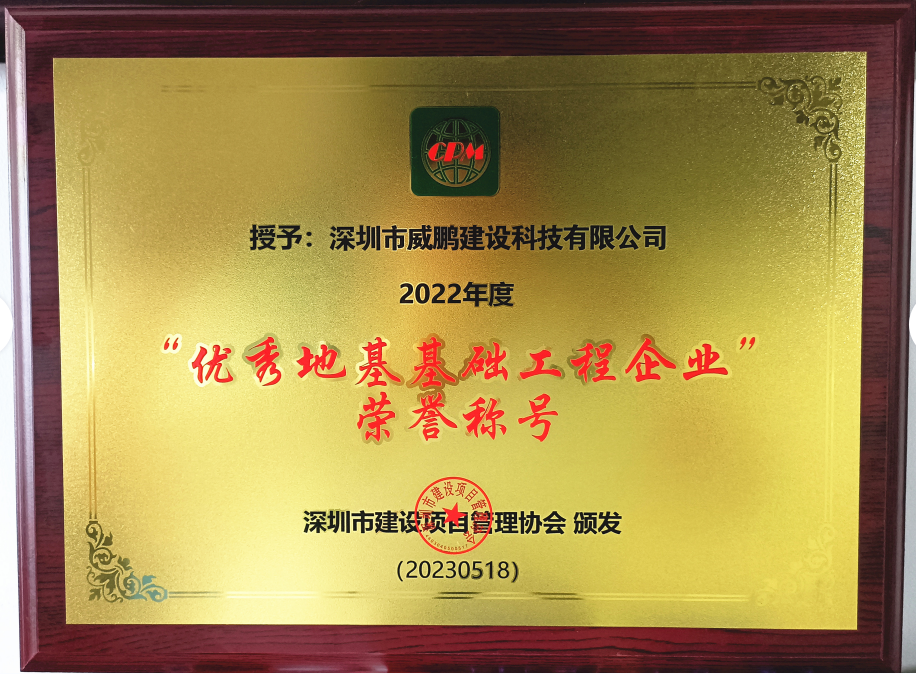 CPM
授予：深圳市威鹏建设科技有限公司
2022年度
“优秀地基基础工程企业”
荣誉称号
深圳市建设项目管理协会 颁发
（20230518）